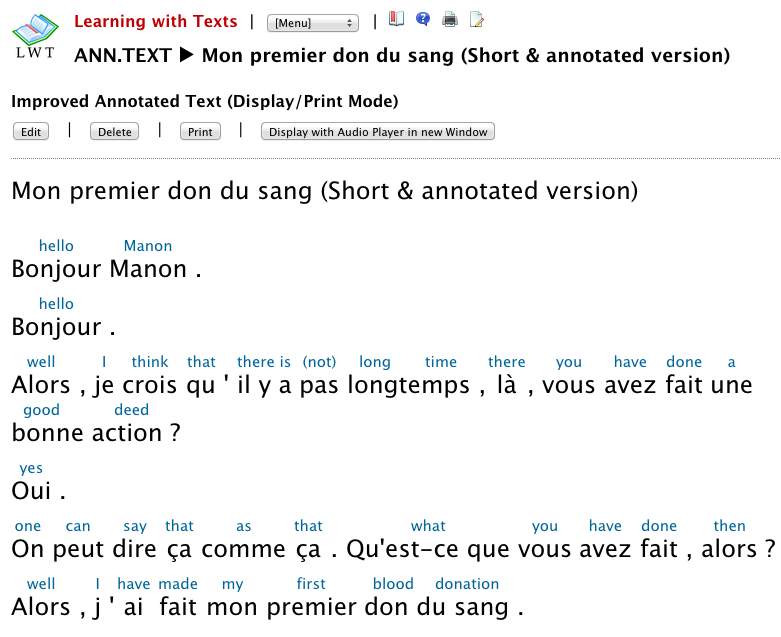 Learning with Texts | [Menu] |
LWT
ANN.TEXT ▶ Mon premier don du sang (Short & annotated version)
Improved Annotated Text (Display/Print Mode)
Edit | Delete | Print | Display with Audio Player in new Window
Mon premier don du sang (Short & annotated version)
hello Manon
Bonjour Manon .
hello
Bonjour .
well I think that there is (not) long time there you have done a
Alors , je crois qu ' il y a pas longtemps , là , vous avez fait une
good deed
bonne action ?
yes
Oui .
one can say that as that what you have done then
On peut dire ça comme ça . Qu'est-ce que vous avez fait , alors ?
well I have made my first blood donation
Alors , j ' ai fait mon premier don du sang .